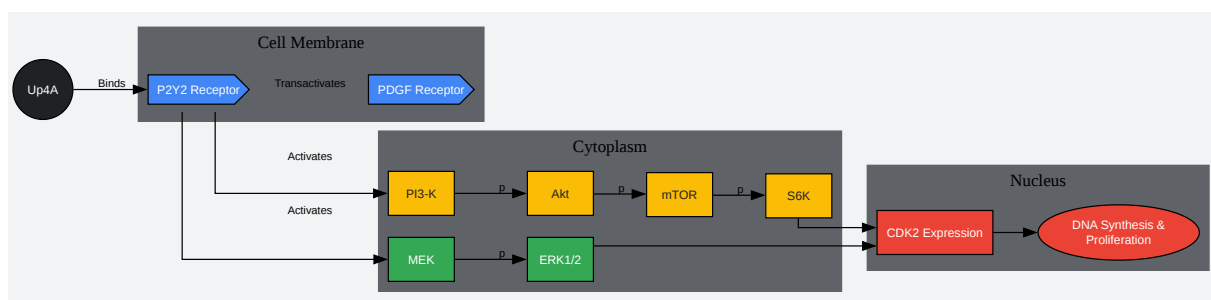 Cell Membrane
Up4A
Binds
P2Y2 Receptor
Transactivates
PDGF Receptor
Cytoplasm
Activates
PI3-K
p
Akt
p
mTOR
p
S6K
Activates
MEK
p
ERK1/2
Nucleus
CDK2 Expression
DNA Synthesis &
Proliferation